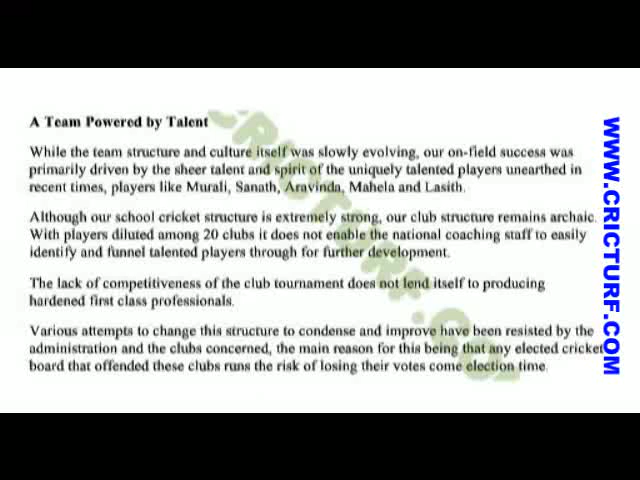 A Team Powered by Talent
While the team structure and culture itself was slowly evolving, our on-field success was
primarily driven by the sheer talent and spirit of the uniquely talented players unearthed in
recent times, players like Murali, Sanath, Aravinda, Mahela and Lasith.
Although our school cricket structure is extremely strong, our club structure remains archaic.
With players diluted among 20 clubs it does not enable the national coaching staff to easily
identify and funnel talented players through for further development.
The lack of competitiveness of the club tournament does not lend itself to producing
hardened first class professionals.
Various attempts to change this structure to condense and improve have been resisted by the
administration and the clubs concerned, the main reason for this being that any elected cricket
board that offended these clubs runs the risk of losing their votes come election time.
WWW.CRICTURF.COM
CRICTURF.CO